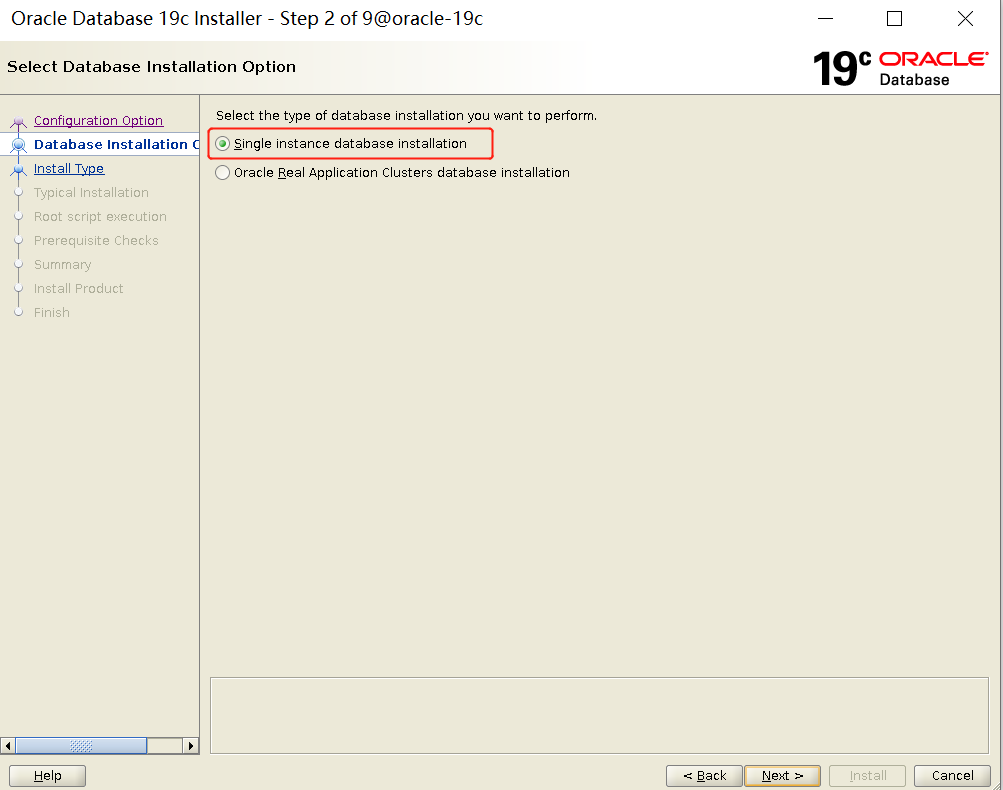 Oracle Database 19c Installer - Step 2 of 9@oracle-19c
Select Database Installation Option
19c ORACLE
Database
Configuration Option
Database Installation O
Install Type
Typical Installation
Root script execution
Prerequisite Checks
Summary
Install Product
Finish
Select the type of database installation you want to perform.
Single instance database installation
Oracle Real Application Clusters database installation
Help
< Back
Next >
Install
Cancel